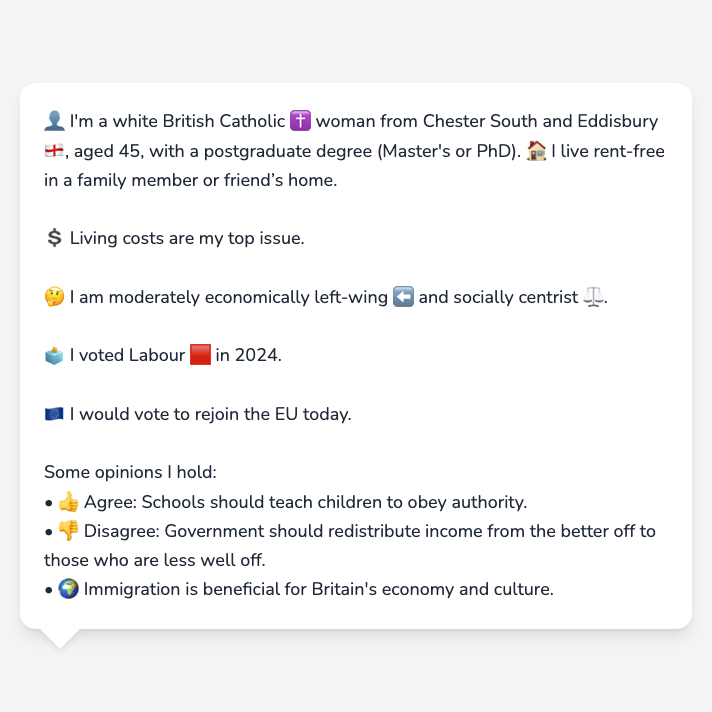 👤 I'm a white British Catholic ✝️ woman from Chester South and Eddisbury
🏴󠁧󠁢󠁥󠁮󠁧󠁿, aged 45, with a postgraduate degree (Master's or PhD). 🏠 I live rent-free
in a family member or friend’s home.
💲 Living costs are my top issue.
🤔 I am moderately economically left-wing ⬅️ and socially centrist ⚖️.
🗳️ I voted Labour 🟥 in 2024.
🇪🇺 I would vote to rejoin the EU today.
Some opinions I hold:
• 👍 Agree: Schools should teach children to obey authority.
• 👎 Disagree: Government should redistribute income from the better off to
those who are less well off.
• 🌍 Immigration is beneficial for Britain's economy and culture.